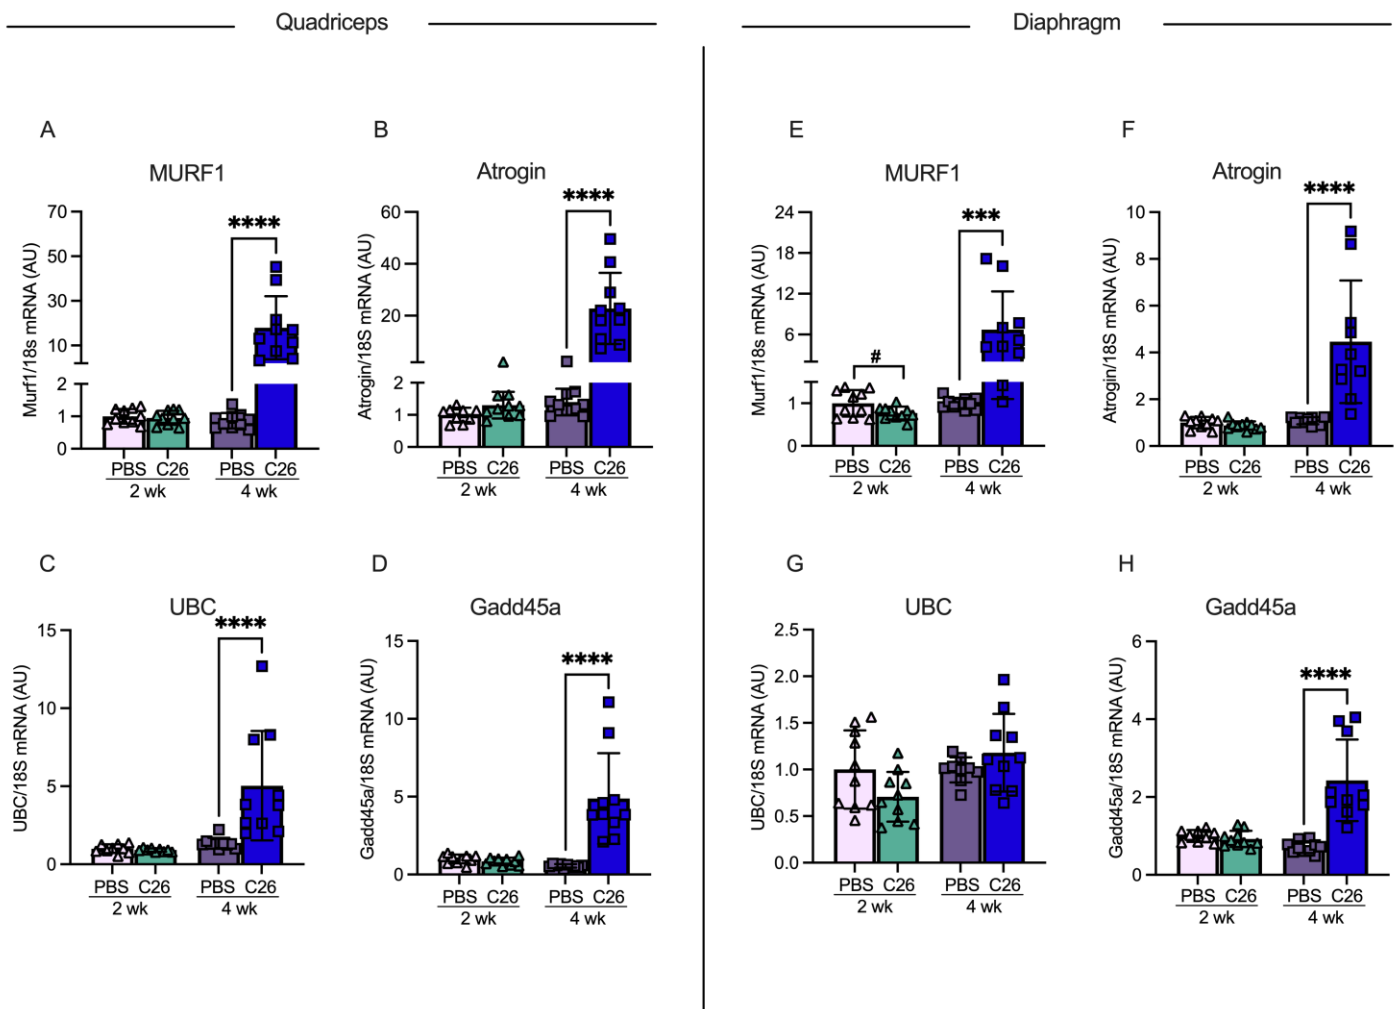 Quadriceps
Diaphragm
A
MURF1
Murf1/18s mRNA (AU)
70
50
30
10
2
1
0
****
PBS C26 PBS C26
2 wk 4 wk
B
Atrogin
Atrogin/18S mRNA (AU)
60
40
20
2
1
0
****
PBS C26 PBS C26
2 wk 4 wk
E
MURF1
Murf1/18s mRNA (AU)
24
18
12
6
1
0
#
***
PBS C26 PBS C26
2 wk 4 wk
F
Atrogin
Atrogin/18S mRNA (AU)
10
8
6
4
2
0
****
PBS C26 PBS C26
2 wk 4 wk
C
UBC
UBC/18S mRNA (AU)
15
10
5
0
****
PBS C26 PBS C26
2 wk 4 wk
D
Gadd45a
Gadd45a/18S mRNA (AU)
15
10
5
0
****
PBS C26 PBS C26
2 wk 4 wk
G
UBC
UBC/18S mRNA (AU)
2.5
2.0
1.5
1.0
0.5
0.0
PBS C26 PBS C26
2 wk 4 wk
H
Gadd45a
Gadd45a/18S mRNA (AU)
6
4
2
0
****
PBS C26 PBS C26
2 wk 4 wk